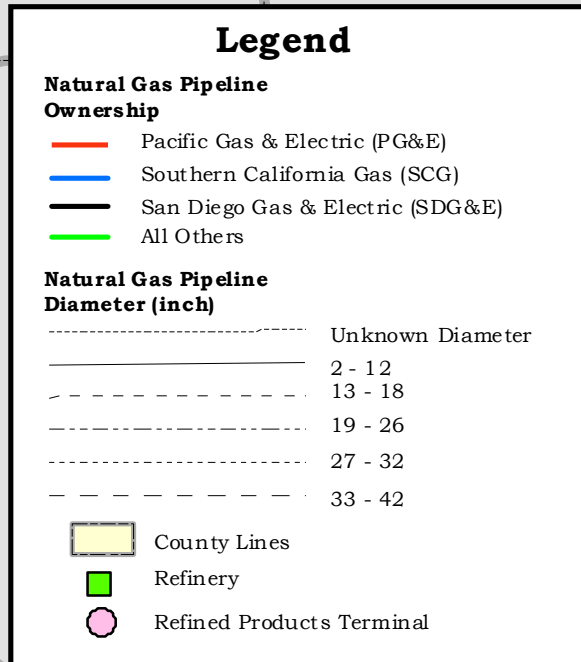 Legend
Natural Gas Pipeline
Ownership
Pacific Gas & Electric (PG&E)
Southern California Gas (SCG)
San Diego Gas & Electric (SDG&E)
All Others
Natural Gas Pipeline
Diameter (inch)
Unknown Diameter
2 - 12
13 - 18
19 - 26
27 - 32
33 - 42
County Lines
Refinery
Refined Products Terminal